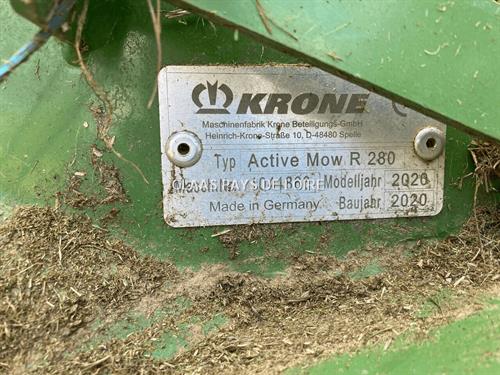 KRONE
Maschinenfabrik Krone Beteiligungs-GmbH
Heinrich-Krone-Straße 10, D-48480 Spelle
Typ Active Mow R 280
Modelljahr 2020
Made in Germany Baujahr 2020